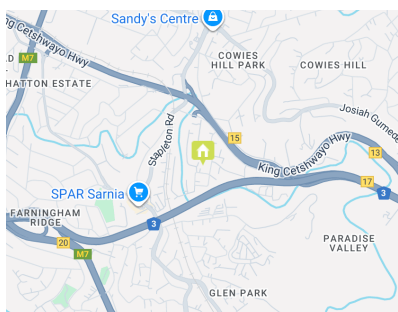 Sandy's Centre
King Cetshwayo Hwy
M7
HATTON ESTATE
COWIES
HILL PARK
COWIES HILL
Josiah Gumede
15
Stapleton Rd
King Cetshwayo Hwy
13
17
3
SPAR Sarnia
FARNINGHAM
RIDGE
3
20
M7
PARADISE
VALLEY
GLEN PARK